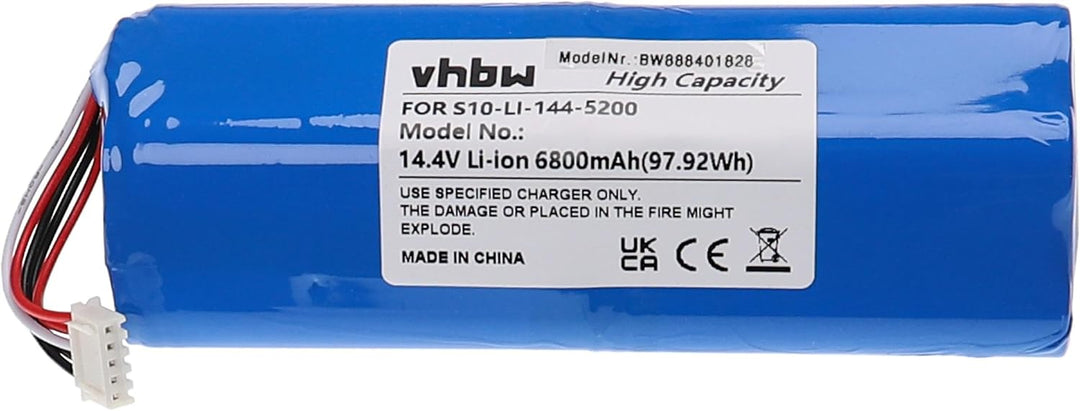 vhbw
ModelNr.:BW888401828
High Capacity
FOR S10-LI-144-5200
Model No.:
14.4V Li-ion 6800mAh(97.92Wh)
USE SPECIFIED CHARGER ONLY.
THE DAMAGE OR PLACED IN THE FIRE MIGHT
EXPLODE.
MADE IN CHINA
UK
CA
CE